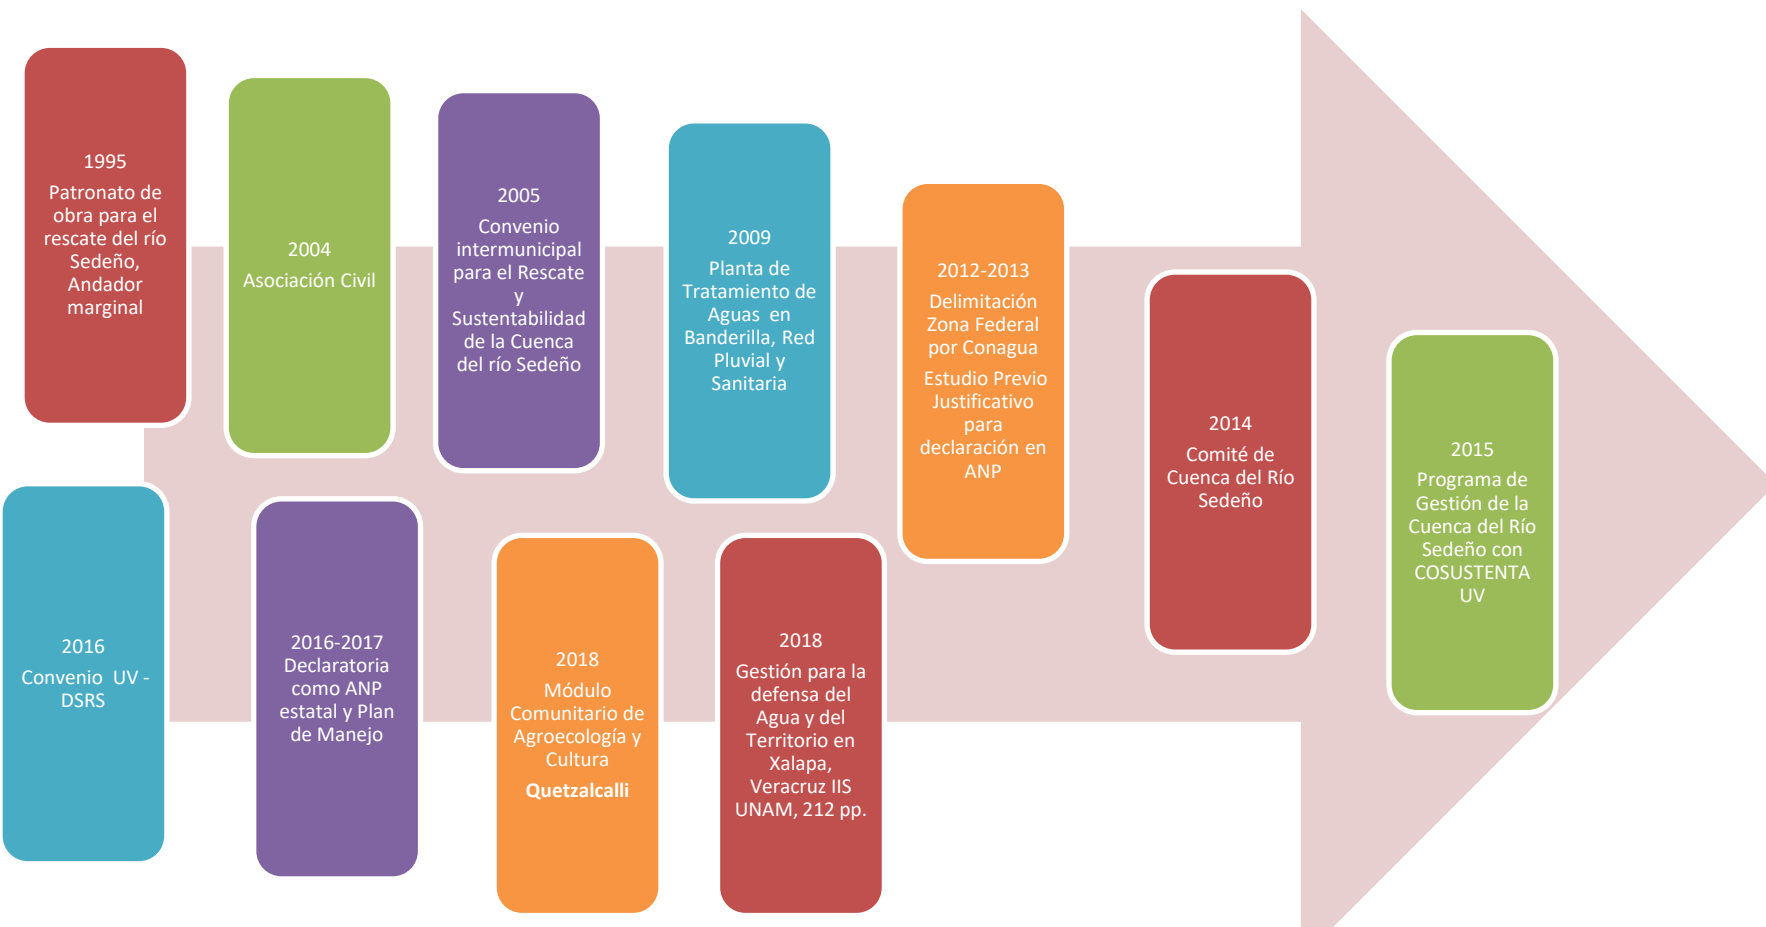 1995
Patronato de
obra para el
rescate del río
Sedeño,
Andador
marginal
2004
Asociación Civil
2005
Convenio
intermunicipal
para el Rescate
y
Sustentabilidad
de la Cuenca
del río Sedeño
2009
Planta de
Tratamiento de
Aguas en
Banderilla, Red
Pluvial y
Sanitaria
2012-2013
Delimitación
Zona Federal
por Conagua
Estudio Previo
Justificativo
para
declaración en
ANP
2014
Comité de
Cuenca del Río
Sedeño
2015
Programa de
Gestión de la
Cuenca del Río
Sedeño con
COSUSTENTA
UV
2016
Convenio UV -
DSRS
2016-2017
Declaratoria
como ANP
estatal y Plan
de Manejo
2018
Módulo
Comunitario de
Agroecología y
Cultura
Quetzalcalli
2018
Gestión para la
defensa del
Agua y del
Territorio en
Xalapa,
Veracruz IIS
UNAM, 212 pp.